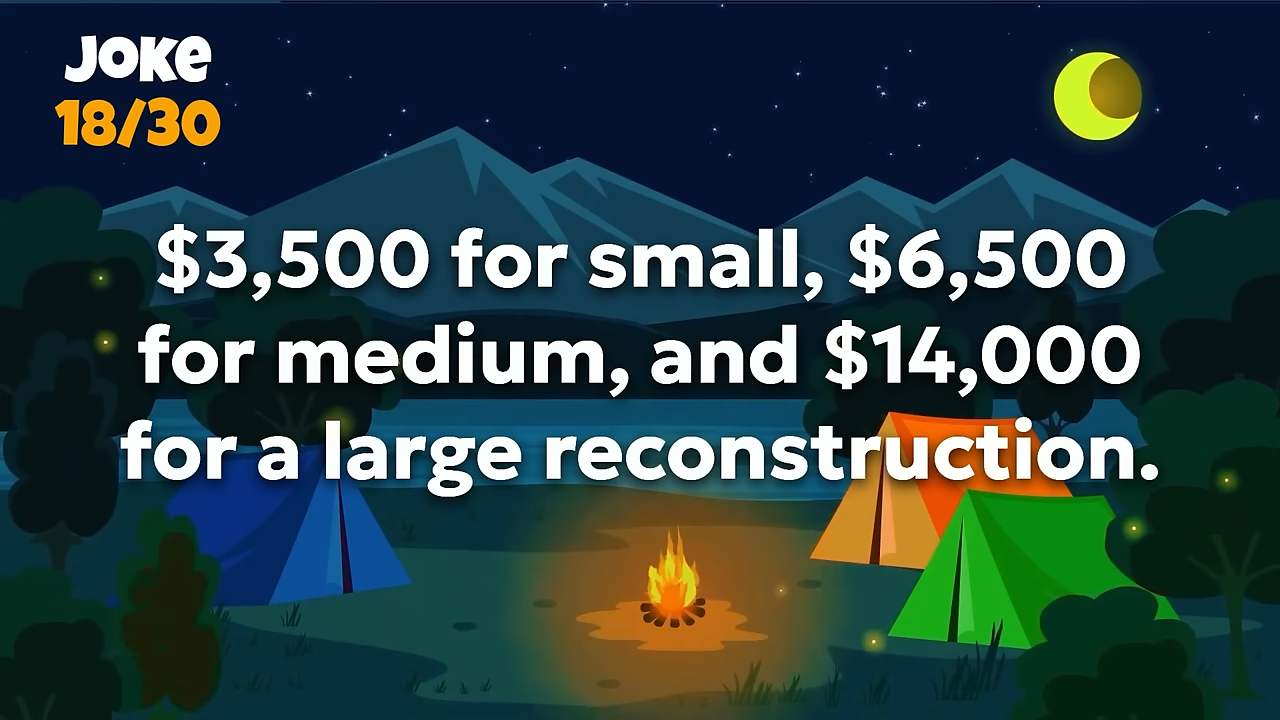 JOKE
18/30
$3,500 for small, $6,500
for medium, and $14,000
for a large reconstruction.